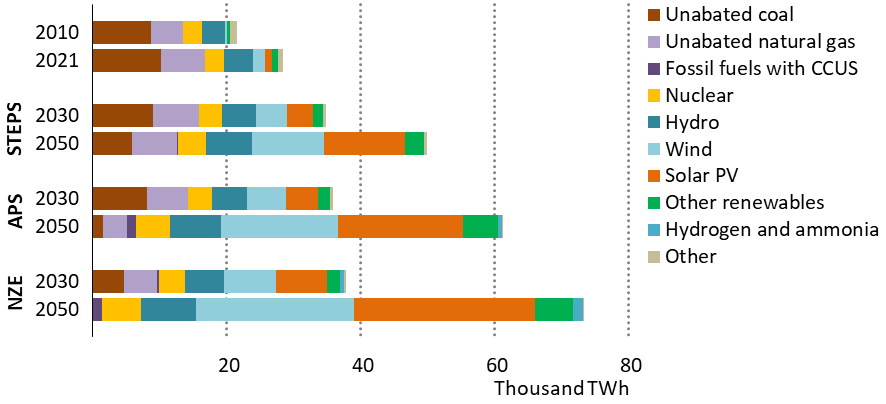 2010
2021
STEPS
2030
2050
APS
2030
2050
NZE
2030
2050
20
40
60
80
Thousand TWh
Unabated coal
Unabated natural gas
Fossil fuels with CCUS
Nuclear
Hydro
Wind
Solar PV
Other renewables
Hydrogen and ammonia
Other